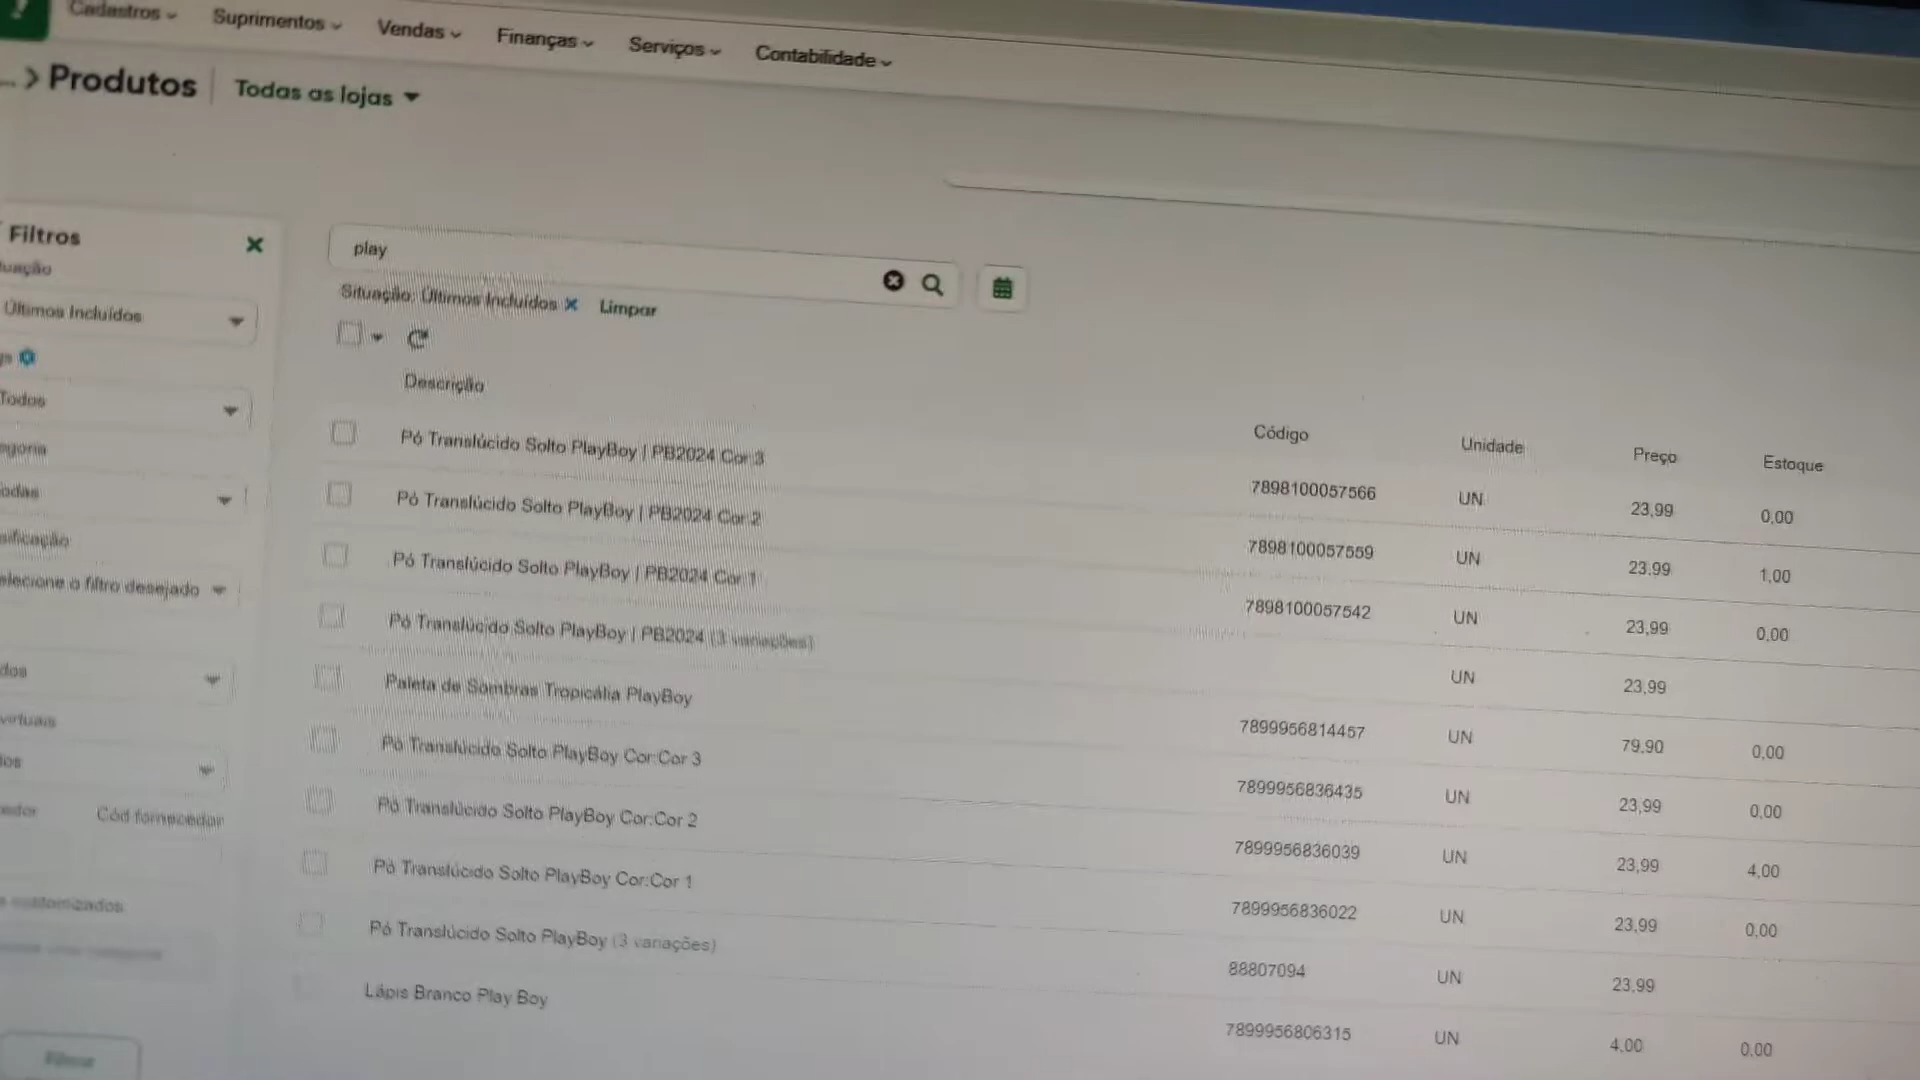 Cadastros
Suprimentos
Vendas
Finanças
Serviços
Contabilidade
... > Produtos
Todas as lojas
Filtros
Últimos Incluídos
Todos
Cód fornecedor
play
Situação: Últimos Incluídos × Limpar
Descrição Código Unidade Preço Estoque
Pó Translúcido Solto PlayBoy | PB2024 Cor 3 7898100057566 UN 23,99 0,00
Pó Translúcido Solto PlayBoy | PB2024 Cor 2 7898100057559 UN 23,99 1,00
Pó Translúcido Solto PlayBoy | PB2024 Cor 1 7898100057542 UN 23,99 0,00
Pó Translúcido Solto PlayBoy | PB2024 (3 variações) UN 23,99
Paleta de Sombras Tropicália PlayBoy 7899956814457 UN 79,90 0,00
Pó Translúcido Solto PlayBoy Cor:Cor 3 7899956836435 UN 23,99 0,00
Pó Translúcido Solto PlayBoy Cor:Cor 2 7899956836039 UN 23,99 4,00
Pó Translúcido Solto PlayBoy Cor:Cor 1 7899956836022 UN 23,99 0,00
Pó Translúcido Solto PlayBoy (3 variações) 88807094 UN 23,99
Lápis Branco Play Boy 7899956806315 UN 4,00 0,00
elecione o filtro desejado
virtuais
Filtrar